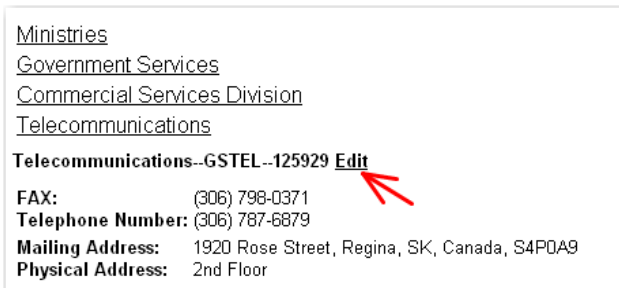 Ministries
Government Services
Commercial Services Division
Telecommunications
Telecommunications--GSTEL--125929 Edit
FAX: (306) 798-0371
Telephone Number: (306) 787-6879
Mailing Address: 1920 Rose Street, Regina, SK, Canada, S4P0A9
Physical Address: 2nd Floor